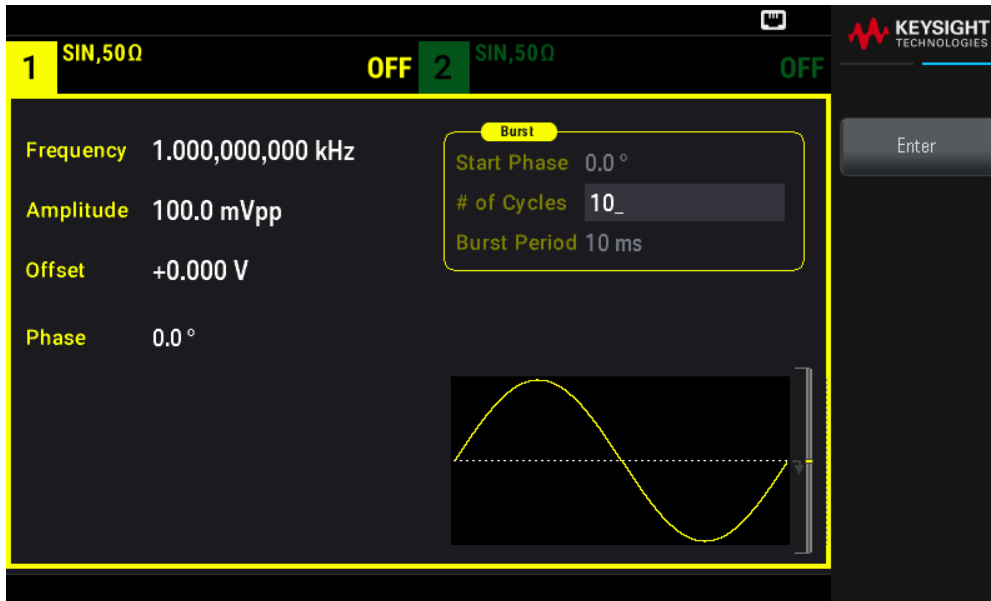 KEYSIGHT
TECHNOLOGIES
1 SIN,50Ω OFF 2 SIN,50Ω OFF
Burst
Frequency 1.000,000,000 kHz
Start Phase 0.0 °
Amplitude 100.0 mVpp
# of Cycles 10_
Burst Period 10 ms
Offset +0.000 V
Phase 0.0 °
Enter